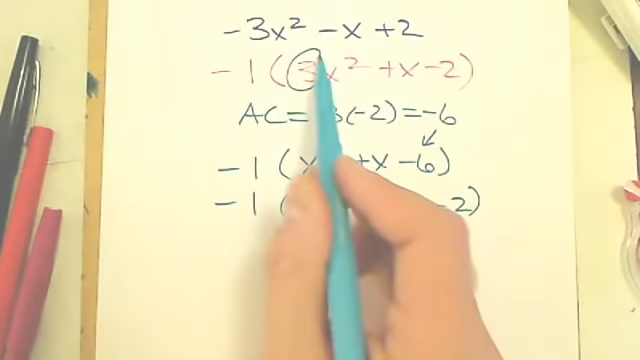 -3x² -x +2
-1(3x² +x-2)
AC= 3(-2)=-6
-1 (x +x -6)
-1 ( -2)